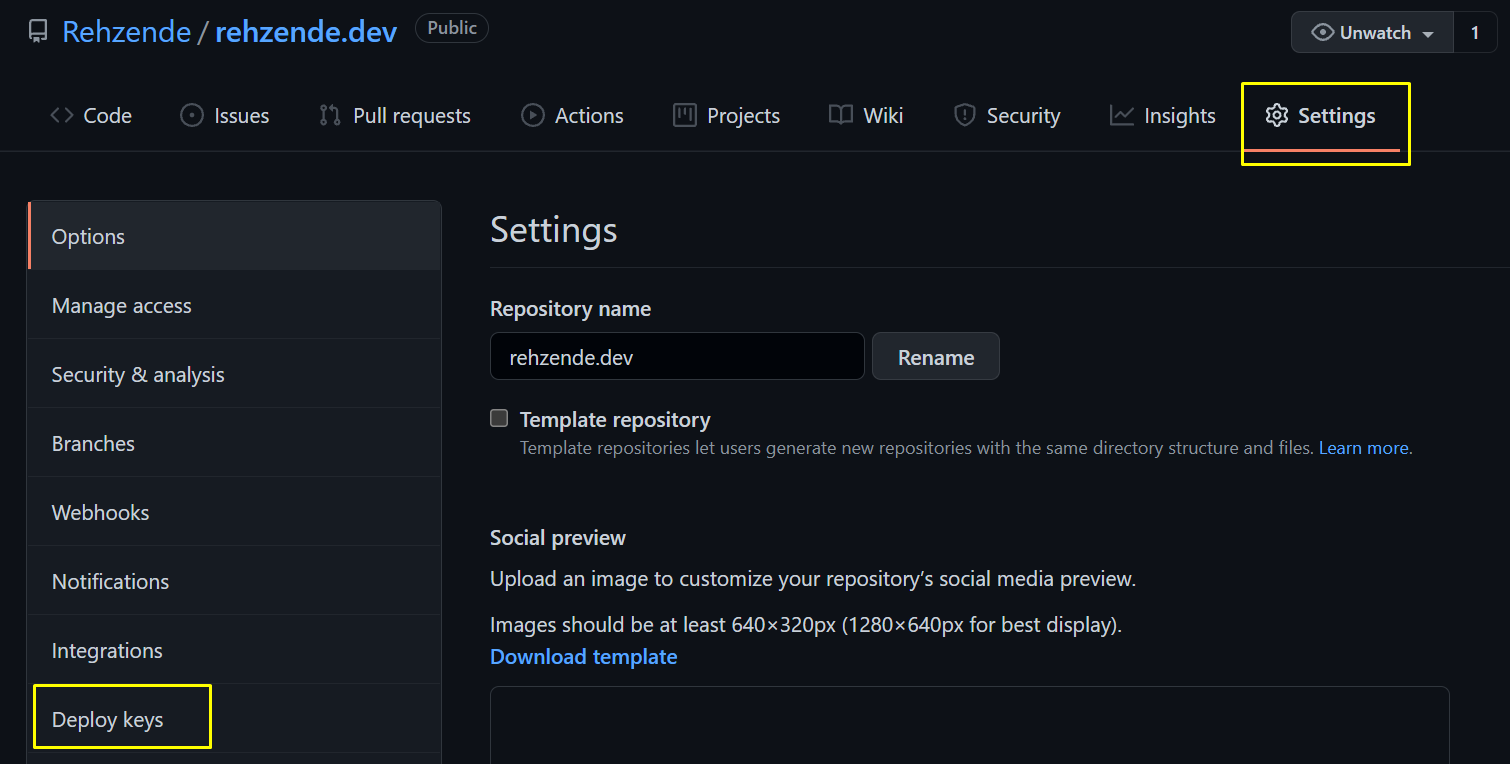 Rehzende / rehzende.dev Public Unwatch 1
Code Issues Pull requests Actions Projects Wiki Security Insights Settings
Options
Manage access
Security & analysis
Branches
Webhooks
Notifications
Integrations
Deploy keys
Settings
Repository name
rehzende.dev Rename
Template repository
Template repositories let users generate new repositories with the same directory structure and files. Learn more.
Social preview
Upload an image to customize your repository’s social media preview.
Images should be at least 640×320px (1280×640px for best display).
Download template